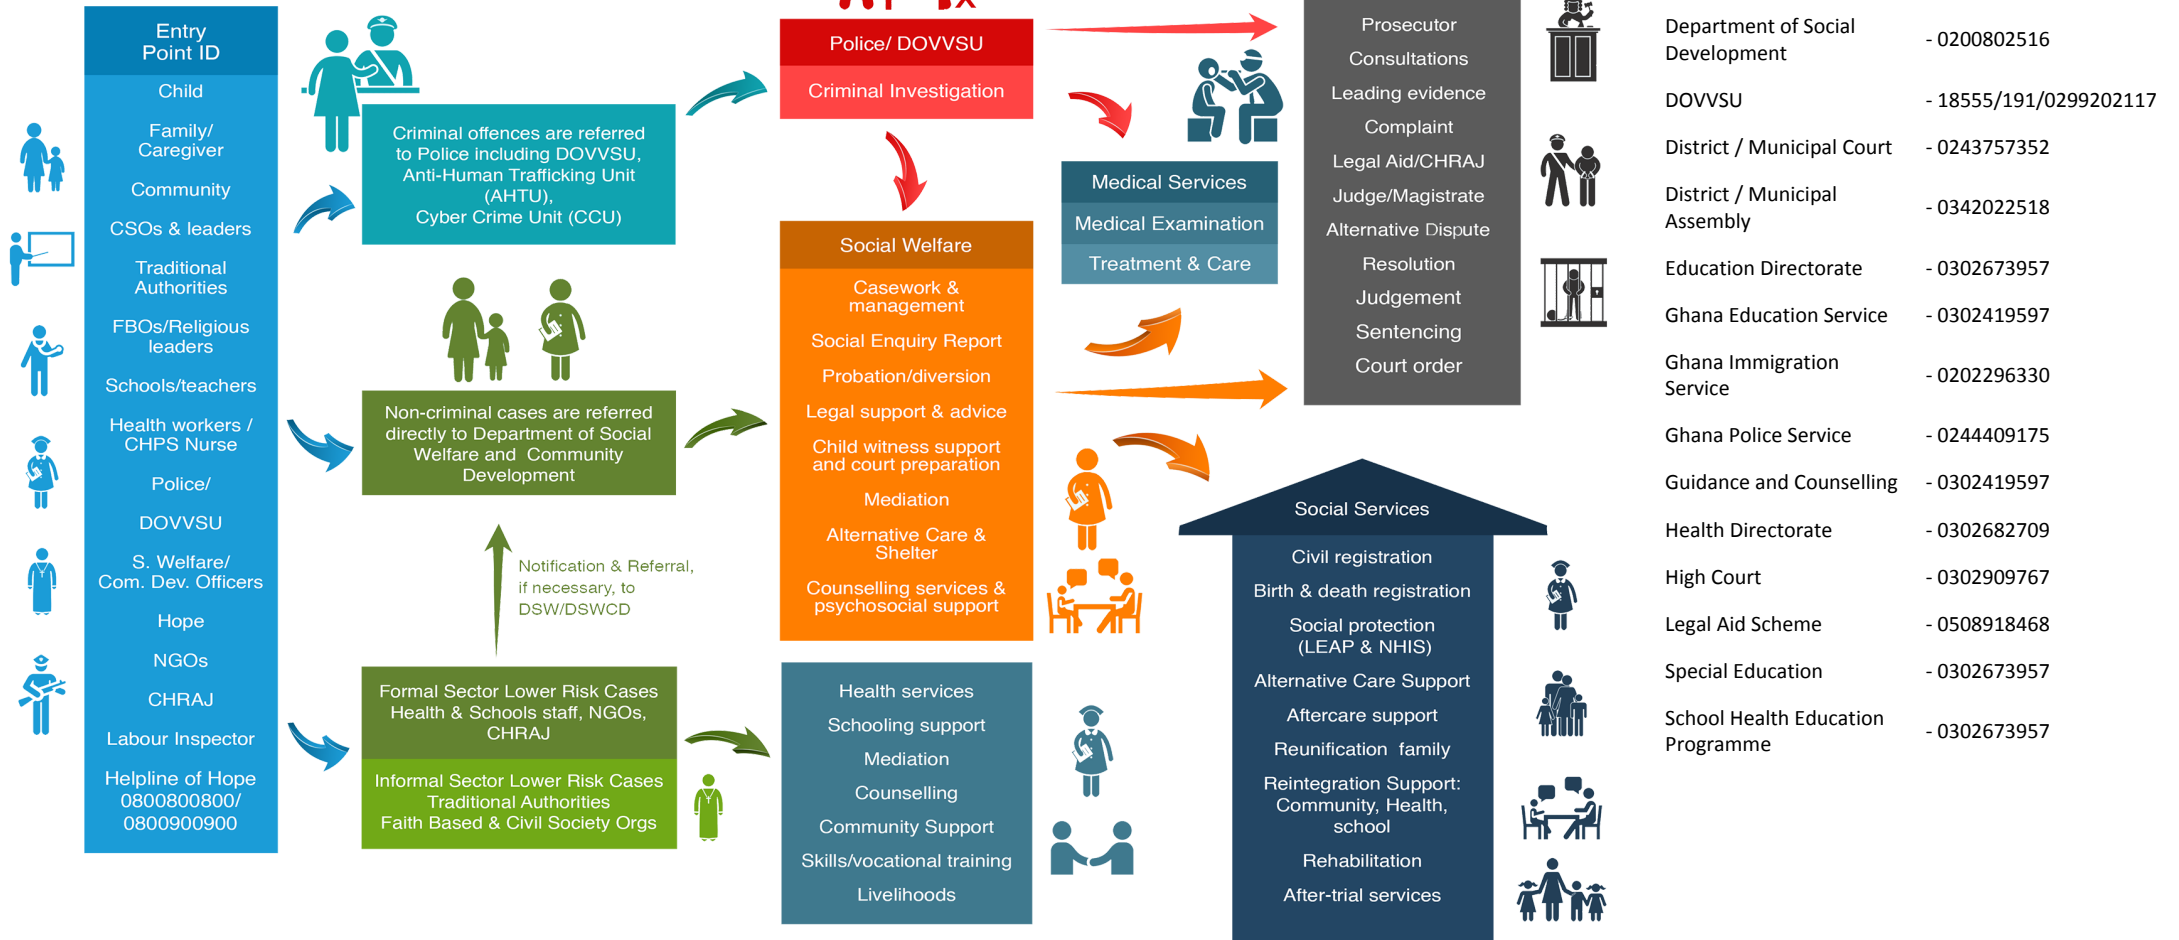 Entry
Point ID
Child
Family/
Caregiver
Community
CSOs & leaders
Traditional
Authorities
FBOs/Religious
leaders
Schools/teachers
Health workers /
CHPS Nurse
Police/
DOVVSU
S. Welfare/
Com. Dev. Officers
Hope
NGOs
CHRAJ
Labour Inspector
Helpline of Hope
0800800800/
0800900900
Criminal offences are referred
to Police including DOVVSU,
Anti-Human Trafficking Unit
(AHTU),
Cyber Crime Unit (CCU)
Non-criminal cases are referred
directly to Department of Social
Welfare and Community
Development
Notification & Referral,
if necessary, to
DSW/DSWCD
Formal Sector Lower Risk Cases
Health & Schools staff, NGOs,
CHRAJ
Informal Sector Lower Risk Cases
Traditional Authorities
Faith Based & Civil Society Orgs
Police/ DOVVSU
Criminal Investigation
Social Welfare
Casework &
management
Social Enquiry Report
Probation/diversion
Legal support & advice
Child witness support
and court preparation
Mediation
Alternative Care &
Shelter
Counselling services &
psychosocial support
Health services
Schooling support
Mediation
Counselling
Community Support
Skills/vocational training
Livelihoods
Medical Services
Medical Examination
Treatment & Care
Prosecutor
Consultations
Leading evidence
Complaint
Legal Aid/CHRAJ
Judge/Magistrate
Alternative Dispute
Resolution
Judgement
Sentencing
Court order
Social Services
Civil registration
Birth & death registration
Social protection
(LEAP & NHIS)
Alternative Care Support
Aftercare support
Reunification family
Reintegration Support:
Community, Health,
school
Rehabilitation
After-trial services
Department of Social
Development - 0200802516
DOVVSU - 18555/191/0299202117
District / Municipal Court - 0243757352
District / Municipal
Assembly - 0342022518
Education Directorate - 0302673957
Ghana Education Service - 0302419597
Ghana Immigration
Service - 0202296330
Ghana Police Service - 0244409175
Guidance and Counselling - 0302419597
Health Directorate - 0302682709
High Court - 0302909767
Legal Aid Scheme - 0508918468
Special Education - 0302673957
School Health Education
Programme - 0302673957